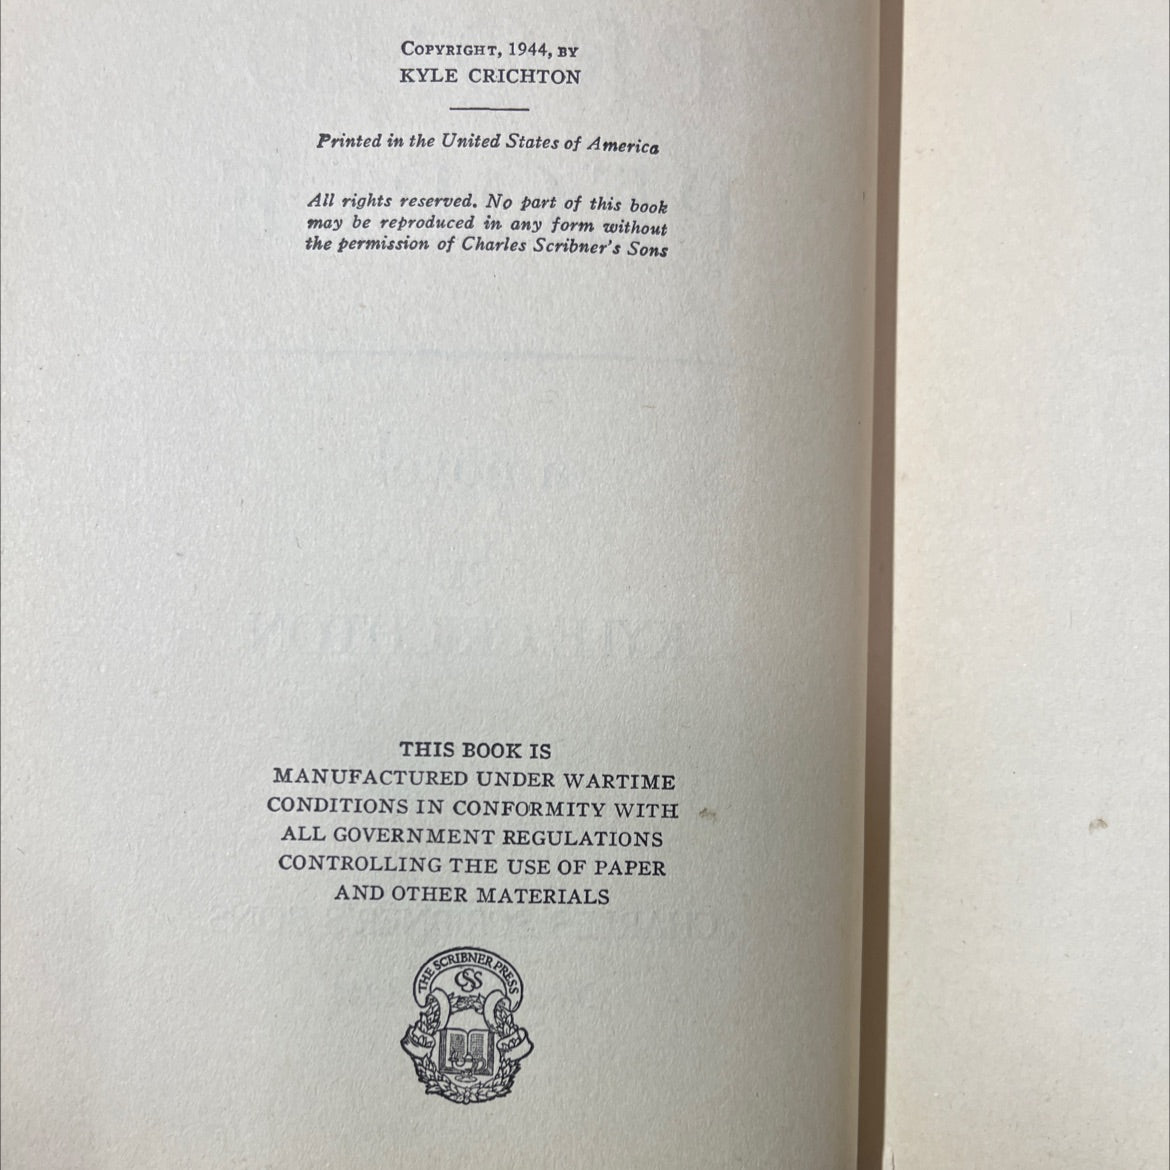 COPYRIGHT, 1944, BY
KYLE CRICHTON
Printed in the United States of America
All rights reserved. No part of this book
may be reproduced in any form without
the permission of Charles Scribner's Sons
THIS BOOK IS
MANUFACTURED UNDER WARTIME
CONDITIONS IN CONFORMITY WITH
ALL GOVERNMENT REGULATIONS
CONTROLLING THE USE OF PAPER
AND OTHER MATERIALS
THE SCRIBNER PRESS
CSS